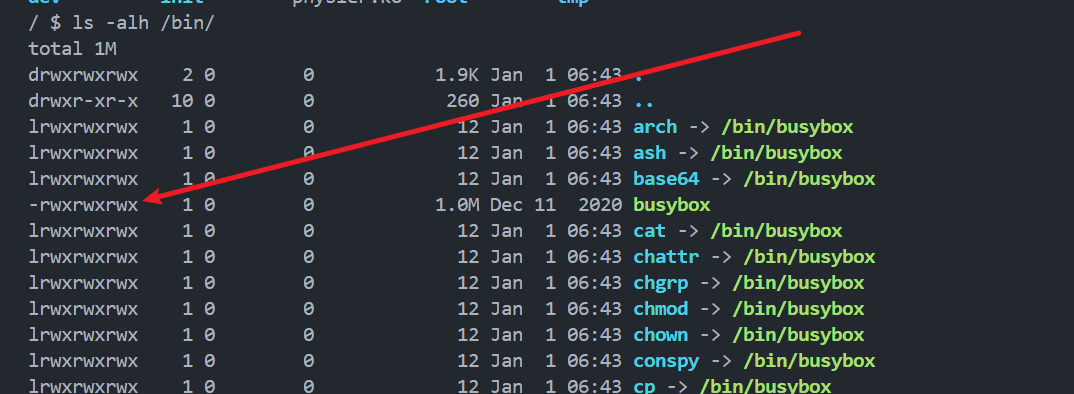 / $ ls -alh /bin/
total 1M
drwxrwxrwx    2 0        0           1.9K Jan  1 06:43 .
drwxr-xr-x   10 0        0            260 Jan  1 06:43 ..
lrwxrwxrwx    1 0        0             12 Jan  1 06:43 arch -> /bin/busybox
lrwxrwxrwx    1 0        0             12 Jan  1 06:43 ash -> /bin/busybox
lrwxrwxrwx    1 0        0             12 Jan  1 06:43 base64 -> /bin/busybox
-rwxrwxrwx    1 0        0           1.0M Dec 11  2020 busybox
lrwxrwxrwx    1 0        0             12 Jan  1 06:43 cat -> /bin/busybox
lrwxrwxrwx    1 0        0             12 Jan  1 06:43 chattr -> /bin/busybox
lrwxrwxrwx    1 0        0             12 Jan  1 06:43 chgrp -> /bin/busybox
lrwxrwxrwx    1 0        0             12 Jan  1 06:43 chmod -> /bin/busybox
lrwxrwxrwx    1 0        0             12 Jan  1 06:43 chown -> /bin/busybox
lrwxrwxrwx    1 0        0             12 Jan  1 06:43 conspy -> /bin/busybox
lrwxrwxrwx    1 0        0             12 Jan  1 06:43 cp -> /bin/busybox